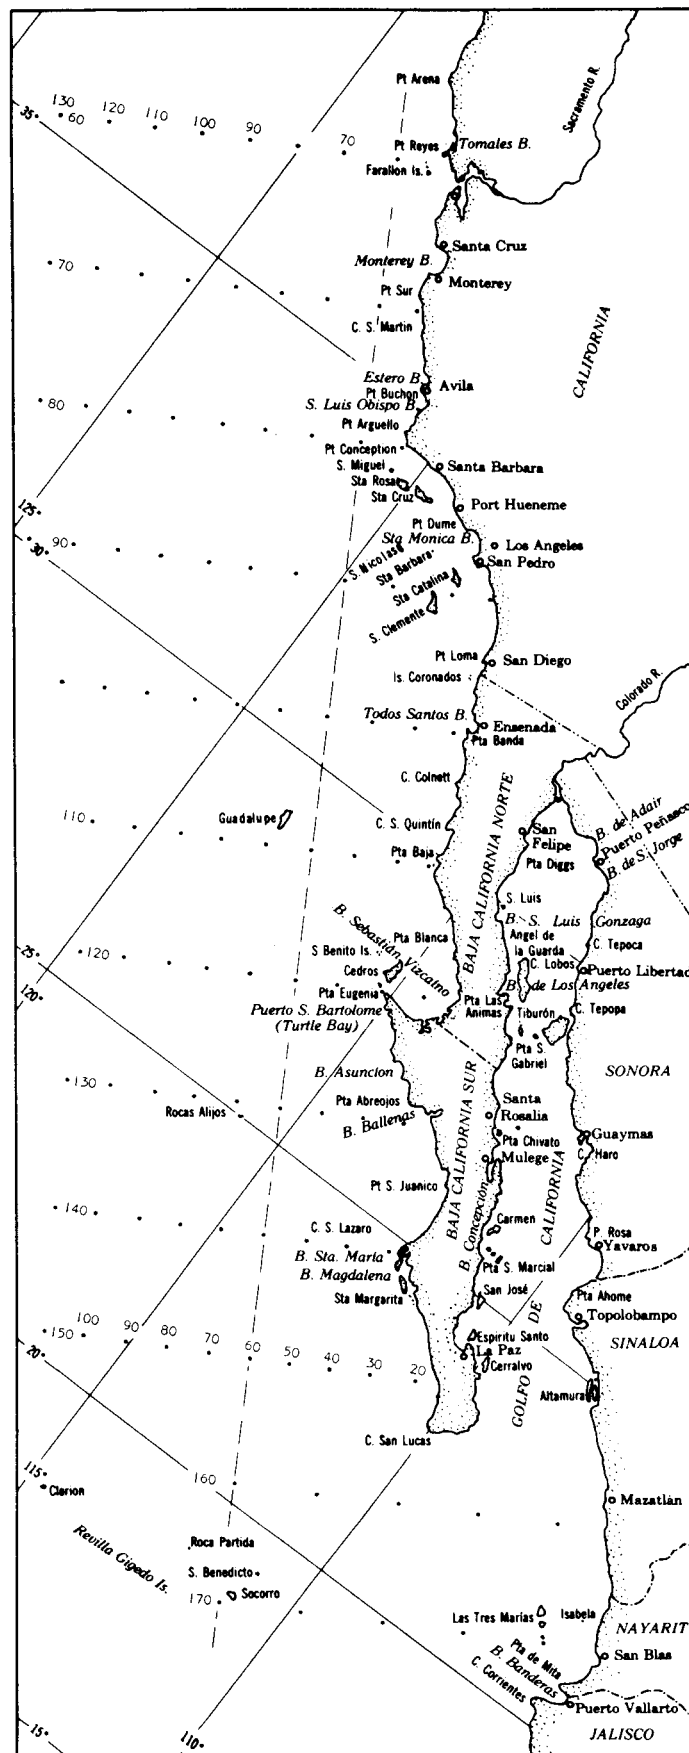 Pt Arena
Sacramento R.
35°
130
120
110
100
90
70
60
Pt Reyes
Tomales B.
Farallon Is.
Santa Cruz
Monterey B.
Monterey
70
Pt Sur
C. S. Martin
CALIFORNIA
Estero B.
Avila
Pt Buchon
S. Luis Obispo B.
80
Pt Arguello
Pt Conception
S. Miguel
Santa Barbara
Sta Rosa
Sta Cruz
Port Hueneme
125°
30°
90
Pt Dume
Sta Monica B.
Los Angeles
San Pedro
S. Nicolas
Sta Barbara
Sta Catalina
S. Clemente
Pt Loma
San Diego
Is. Coronados
Colorado R.
Todos Santos B.
Ensenada
Pta Banda
C. Colnett
BAJA CALIFORNIA NORTE
110
Guadalupe
C. S. Quintín
San
Felipe
B. de Adair
Puerto Peñasco
B. de S. Jorge
Pta Baja
Pta Diggs
S. Luis
B. S. Luis Gonzaga
B. Sebastián Vizcaíno
Pta Blanca
Angel de
la Guarda
C. Tepoca
25°
120
S Benito Is.
Cedros
C. Lobos
Puerto Libertad
120°
Pta Eugenia
B. de Los Angeles
Puerto S. Bartolome
(Turtle Bay)
Pta Las
Animas
Tiburón
C. Tepopa
Pta S.
Gabriel
B. Asuncion
SONORA
130
Rocas Alijos
Pta Abreojos
B. Ballenas
BAJA CALIFORNIA SUR
Santa
Rosalia
Pta Chivato
Guaymas
Mulege
C. Haro
Pt S. Juanico
B. Concepción
140
C. S. Lazaro
Carmen
CALIFORNIA
P. Rosa
Yavaros
B. Sta. María
B. Magdalena
Pta S. Marcial
Sta Margarita
San José
Pta Ahome
Topolobampo
GOLFO DE
SINALOA
20°
150
100
90
80
70
60
50
40
30
20
Espiritu Santo
La Paz
Cerralvo
Altamura
C. San Lucas
115°
Clarion
160
Mazatlán
Revilla Gigedo Is.
Roca Partida
S. Benedicto
Socorro
170
Las Tres Marías
Isabela
NAYARIT
Pta de Mita
San Blas
B. Banderas
C. Corrientes
Puerto Vallarto
15°
110°
JALISCO